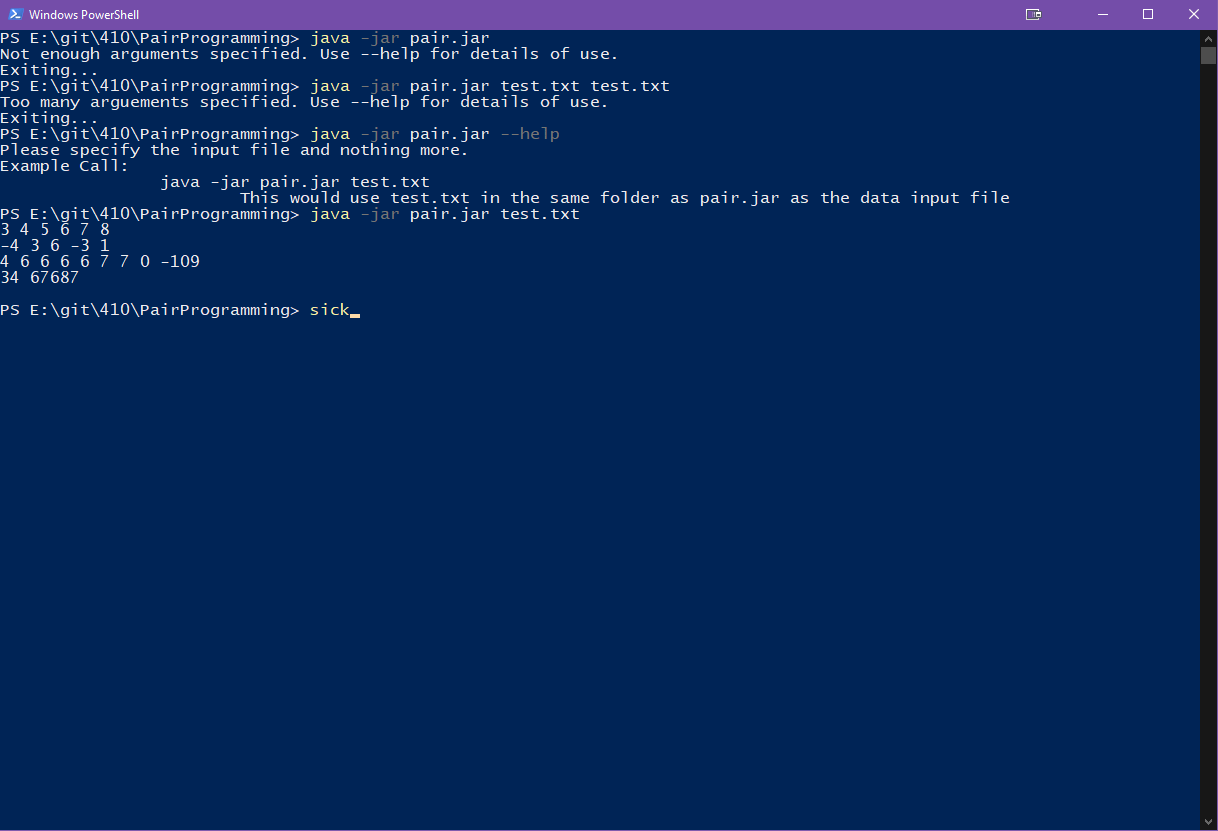 Windows PowerShell
PS E:\git\410\PairProgramming> java -jar pair.jar
Not enough arguments specified. Use --help for details of use.
Exiting...
PS E:\git\410\PairProgramming> java -jar pair.jar test.txt test.txt
Too many arguements specified. Use --help for details of use.
Exiting...
PS E:\git\410\PairProgramming> java -jar pair.jar --help
Please specify the input file and nothing more.
Example Call:
                java -jar pair.jar test.txt
                        This would use test.txt in the same folder as pair.jar as the data input file
PS E:\git\410\PairProgramming> java -jar pair.jar test.txt
3 4 5 6 7 8
-4 3 6 -3 1
4 6 6 6 6 7 7 0 -109
34 67687
PS E:\git\410\PairProgramming> sick